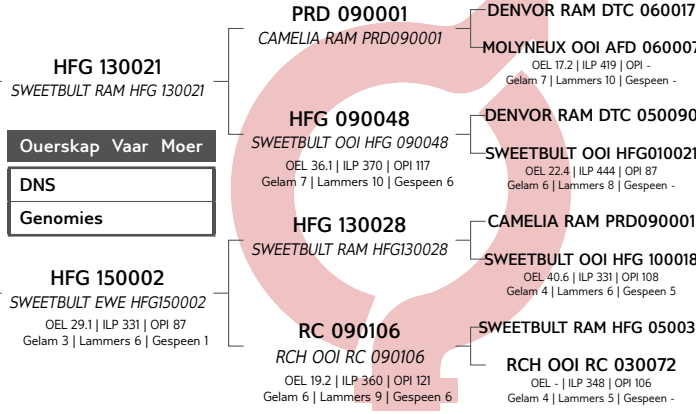 PRD 090001
CAMELIA RAM PRD090001
DENVOR RAM DTC 060017
MOLYNEUX OOI AFD 060007
OEL 17.2 | ILP 419 | OPI -
Gelam 7 | Lammers 10 | Gespeen -
HFG 130021
SWEETBULT RAM HFG 130021
HFG 090048
SWEETBULT OOI HFG 090048
OEL 36.1 | ILP 370 | OPI 117
Gelam 7 | Lammers 10 | Gespeen 6
DENVOR RAM DTC 050090
SWEETBULT OOI HFG010021
OEL 22.4 | ILP 444 | OPI 87
Gelam 6 | Lammers 8 | Gespeen -
Ouerskap Vaar Moer
DNS
Genomies
HFG 130028
SWEETBULT RAM HFG130028
CAMELIA RAM PRD090001
SWEETBULT OOI HFG 100018
OEL 40.6 | ILP 331 | OPI 108
Gelam 4 | Lammers 6 | Gespeen 5
HFG 150002
SWEETBULT EWE HFG150002
OEL 29.1 | ILP 331 | OPI 87
Gelam 3 | Lammers 6 | Gespeen 1
RC 090106
RCH OOI RC 090106
OEL 19.2 | ILP 360 | OPI 121
Gelam 6 | Lammers 9 | Gespeen 6
SWEETBULT RAM HFG 05003
RCH OOI RC 030072
OEL - | ILP 348 | OPI 106
Gelam 4 | Lammers 5 | Gespeen -